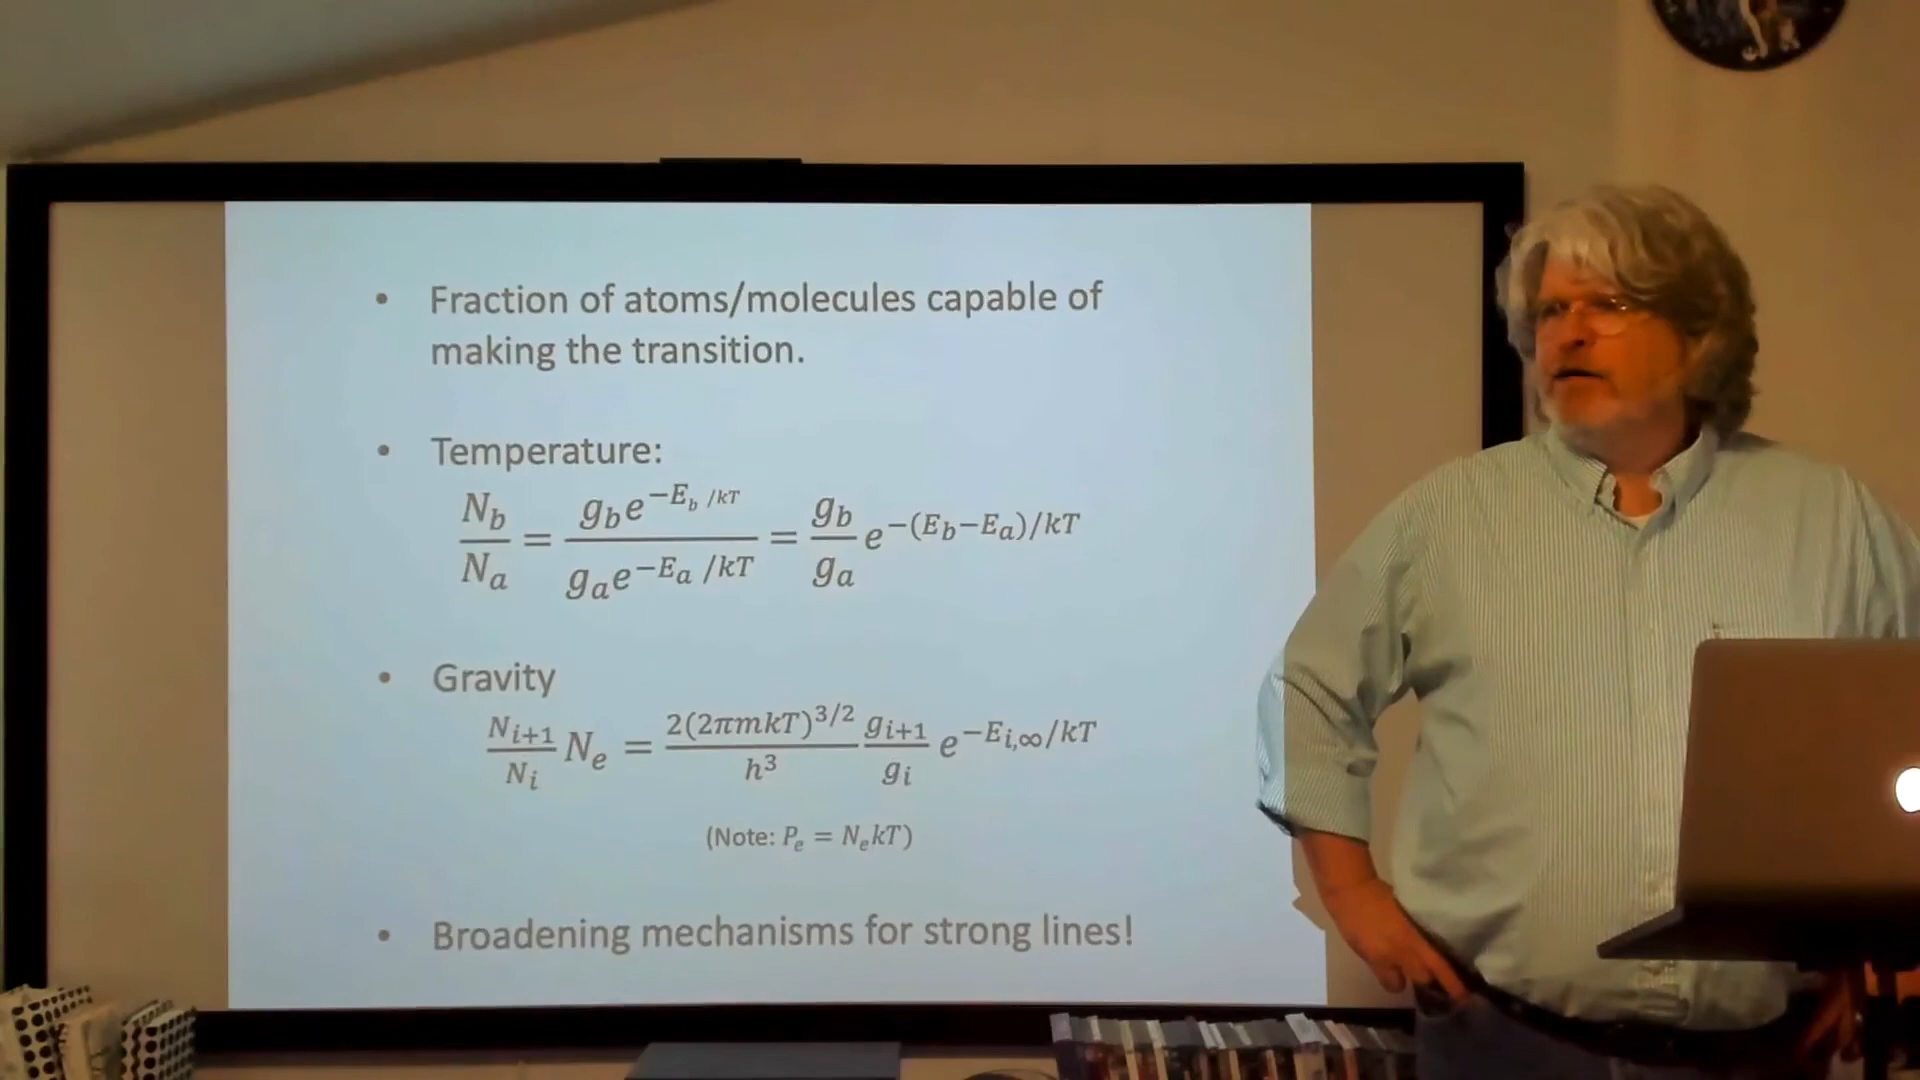 • Fraction of atoms/molecules capable of
making the transition.
• Temperature:
N_b/N_a = g_b e^{-E_b/kT} / g_a e^{-E_a/kT} = g_b/g_a e^{-(E_b-E_a)/kT}
• Gravity
N_{i+1}/N_i N_e = 2(2πmkT)^{3/2}/h^3 g_{i+1}/g_i e^{-E_{i,∞}/kT}
(Note: P_e = N_e kT)
• Broadening mechanisms for strong lines!